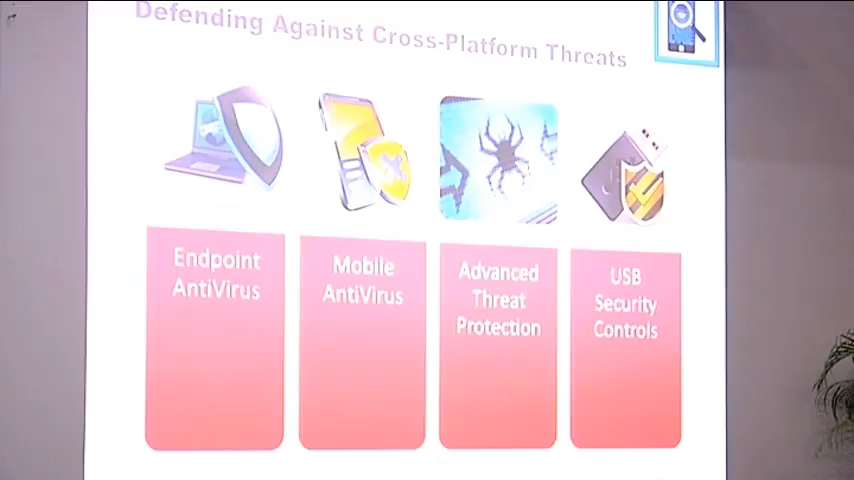 Defending Against Cross-Platform Threats
Endpoint
AntiVirus
Mobile
AntiVirus
Advanced
Threat
Protection
USB
Security
Controls